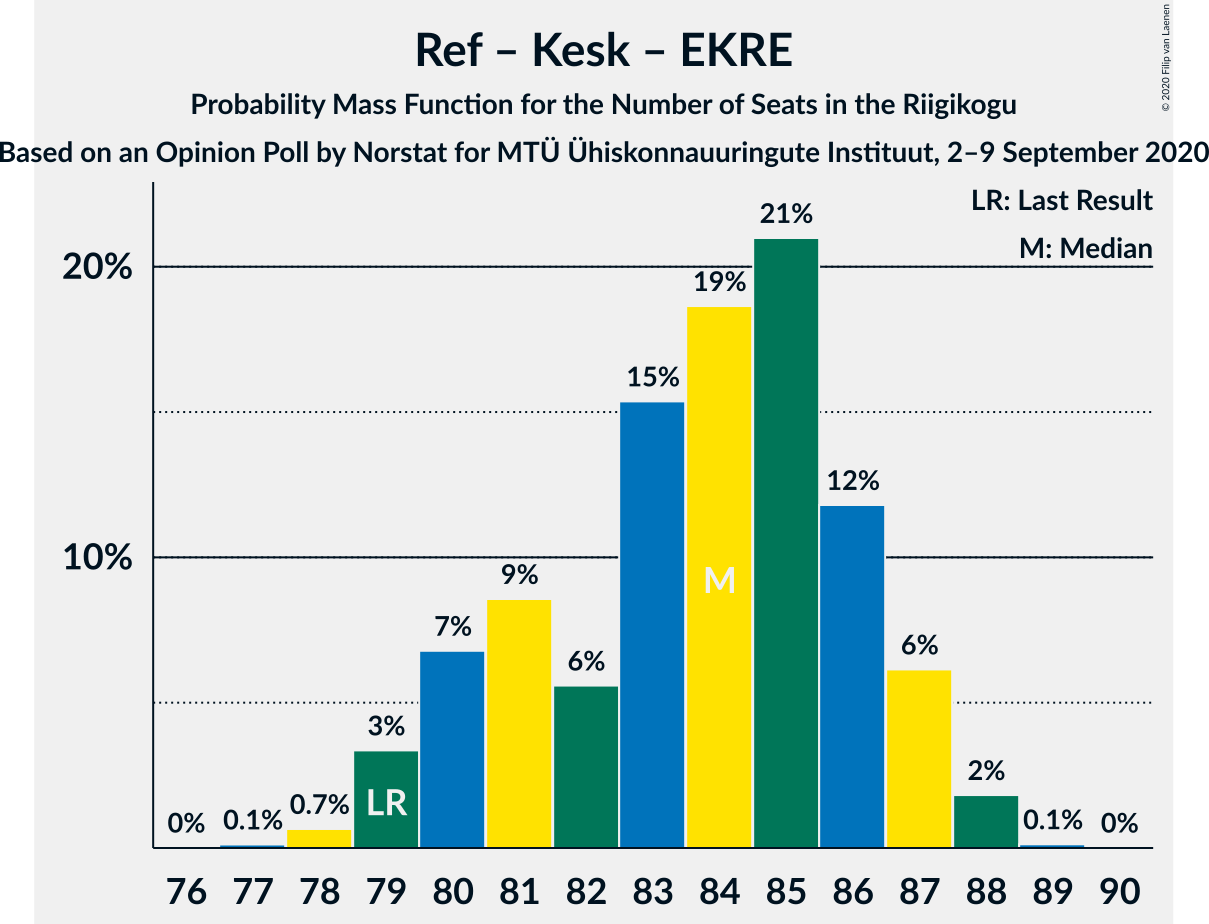 Ref – Kesk – EKRE
Probability Mass Function for the Number of Seats in the Riigikogu
Based on an Opinion Poll by Norstat for MTÜ Ühiskonnauuringute Instituut, 2–9 September 2020
© 2020 Filip van Laenen
LR: Last Result
M: Median
20%
10%
0%
0.1%
0.7%
3%
7%
9%
6%
15%
19%
21%
12%
6%
2%
0.1%
0%
LR
M
76 77 78 79 80 81 82 83 84 85 86 87 88 89 90